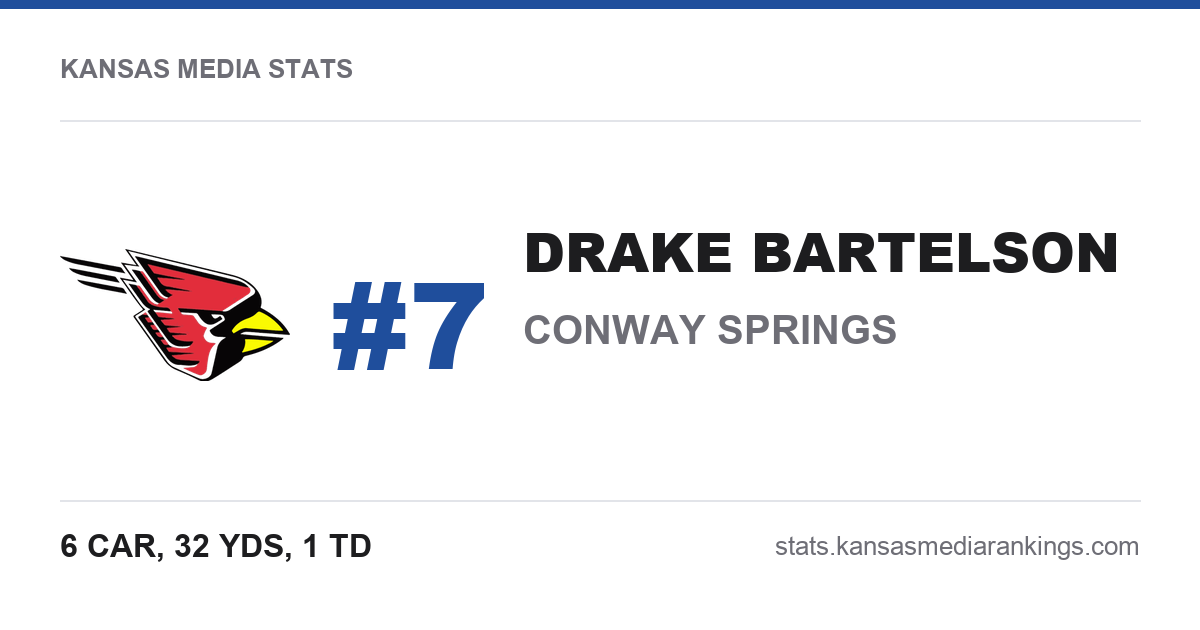 KANSAS MEDIA STATS
#7
DRAKE BARTELSON
CONWAY SPRINGS
6 CAR, 32 YDS, 1 TD
stats.kansasmediarankings.com